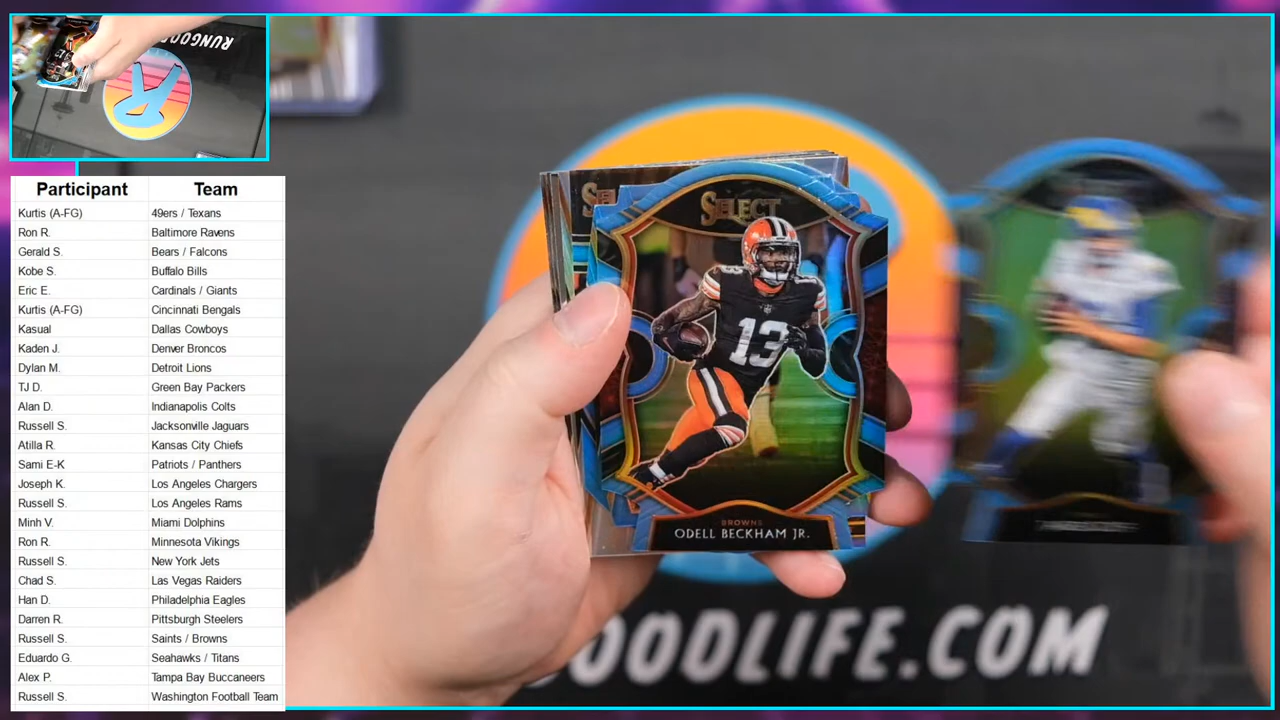 RUNGOODL
Participant Team
Kurtis (A-FG) 49ers / Texans
Ron R. Baltimore Ravens
Gerald S. Bears / Falcons
Kobe S. Buffalo Bills
Eric E. Cardinals / Giants
Kurtis (A-FG) Cincinnati Bengals
Kasual Dallas Cowboys
Kaden J. Denver Broncos
Dylan M. Detroit Lions
TJ D. Green Bay Packers
Alan D. Indianapolis Colts
Russell S. Jacksonville Jaguars
Atilla R. Kansas City Chiefs
Sami E-K Patriots / Panthers
Joseph K. Los Angeles Chargers
Russell S. Los Angeles Rams
Minh V. Miami Dolphins
Ron R. Minnesota Vikings
Russell S. New York Jets
Chad S. Las Vegas Raiders
Han D. Philadelphia Eagles
Darren R. Pittsburgh Steelers
Russell S. Saints / Browns
Eduardo G. Seahawks / Titans
Alex P. Tampa Bay Buccaneers
Russell S. Washington Football Team
SE
SELECT
13
13
BROWNS
ODELL BECKHAM JR.
OODLIFE.COM